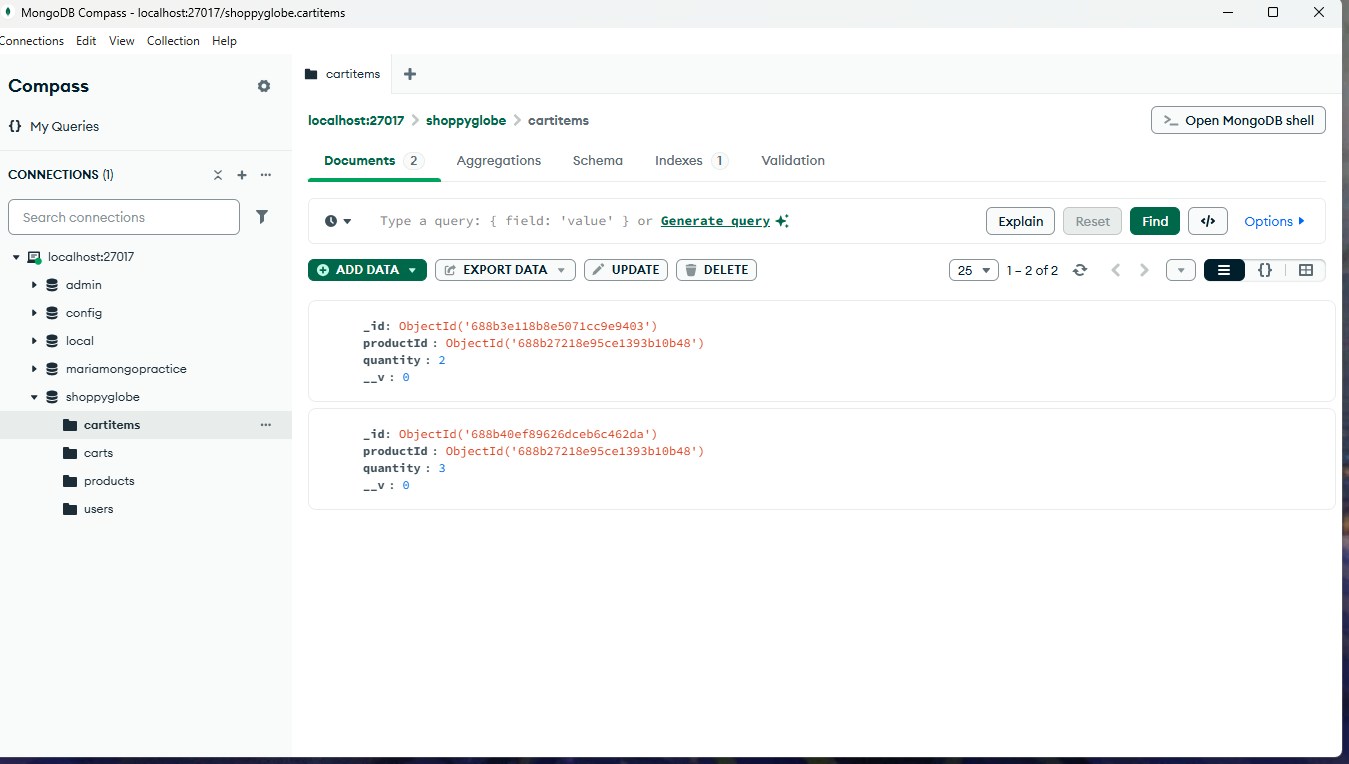 MongoDB Compass - localhost:27017/shoppyglobe.cartitems
Connections Edit View Collection Help
Compass
{} My Queries
CONNECTIONS (1)
Search connections
localhost:27017
admin
config
local
mariamongopractice
shoppyglobe
cartitems
carts
products
users
cartitems
localhost:27017 > shoppyglobe > cartitems
>_ Open MongoDB shell
Documents 2 Aggregations Schema Indexes 1 Validation
Type a query: { field: 'value' } or Generate query
Explain Reset Find </> Options
ADD DATA EXPORT DATA UPDATE DELETE
25 1 – 2 of 2 {}
_id: ObjectId('688b3e118b8e5071cc9e9403')
productId : ObjectId('688b27218e95ce1393b10b48')
quantity : 2
__v : 0
_id: ObjectId('688b40ef89626dceb6c462da')
productId : ObjectId('688b27218e95ce1393b10b48')
quantity : 3
__v : 0